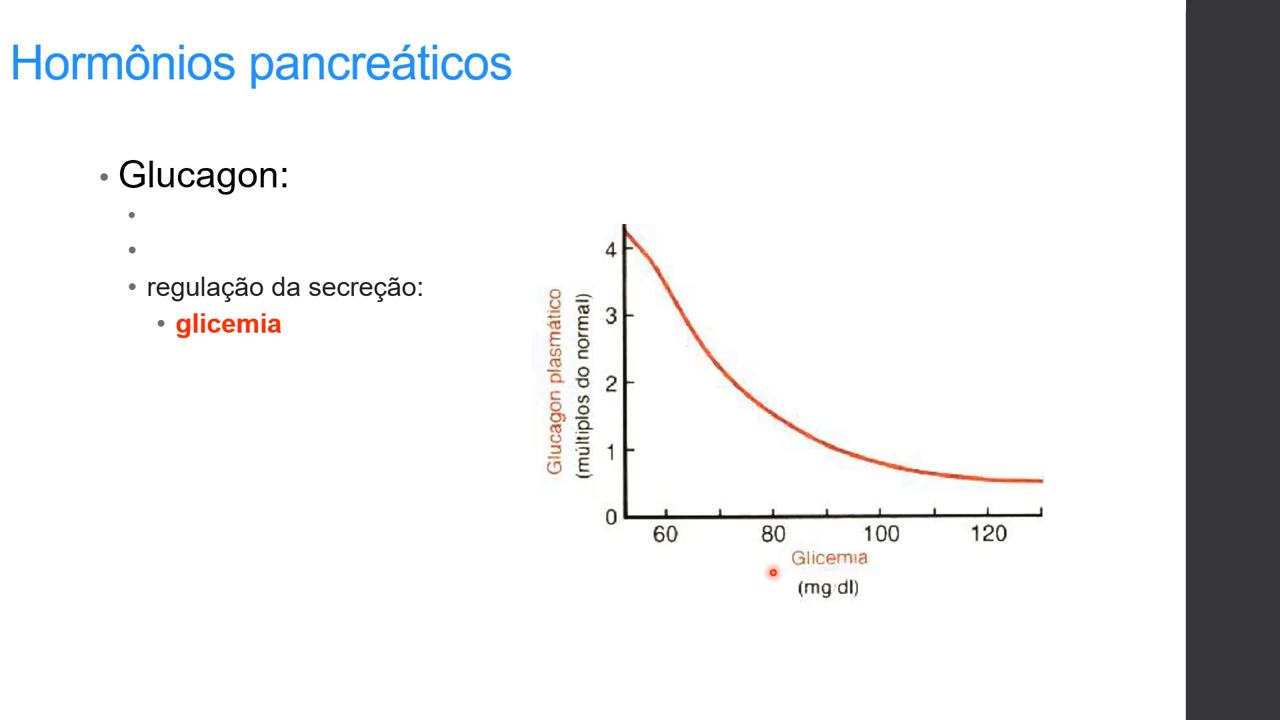 Hormônios pancreáticos
• Glucagon:
•
•
• regulação da secreção:
• glicemia
Glucagon plasmático
(múltiplos do normal)
4
3
2
1
0
60 80 100 120
Glicemia
(mg/dl)